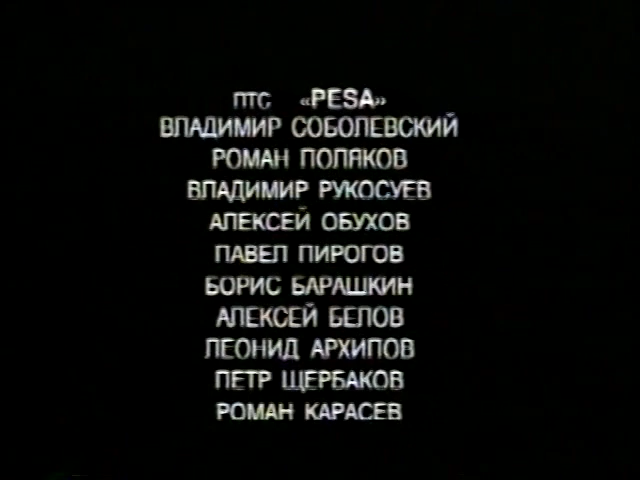 ПТС «PESA»
ВЛАДИМИР СОБОЛЕВСКИЙ
РОМАН ПОЛЯКОВ
ВЛАДИМИР РУКОСУЕВ
АЛЕКСЕЙ ОБУХОВ
ПАВЕЛ ПИРОГОВ
БОРИС БАРАШКИН
АЛЕКСЕЙ БЕЛОВ
ЛЕОНИД АРХИПОВ
ПЕТР ЩЕРБАКОВ
РОМАН КАРАСЕВ